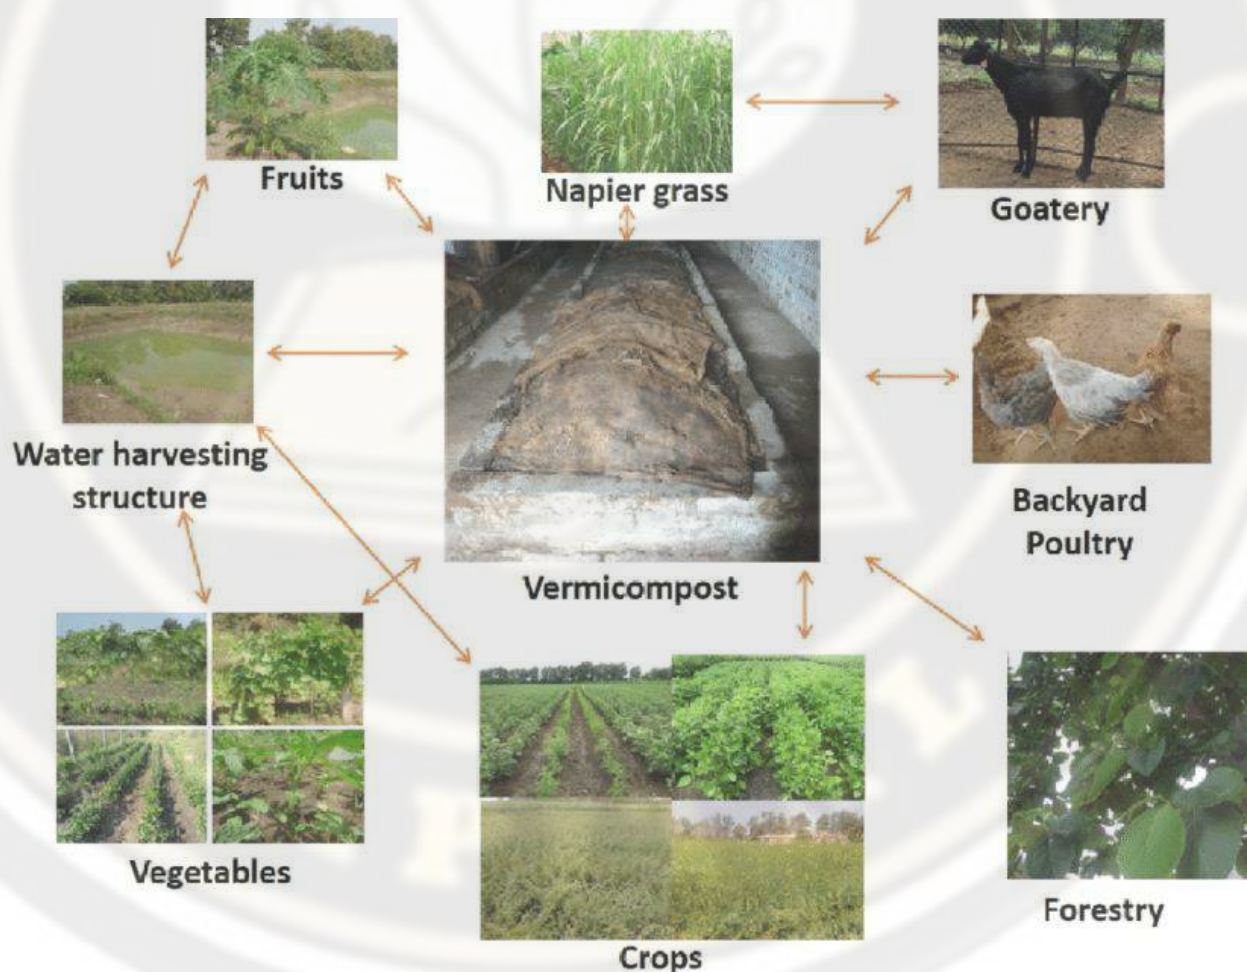 Fruits
Napier grass
Goatery
Water harvesting
structure
Backyard
Poultry
Vermicompost
Vegetables
Crops
Forestry